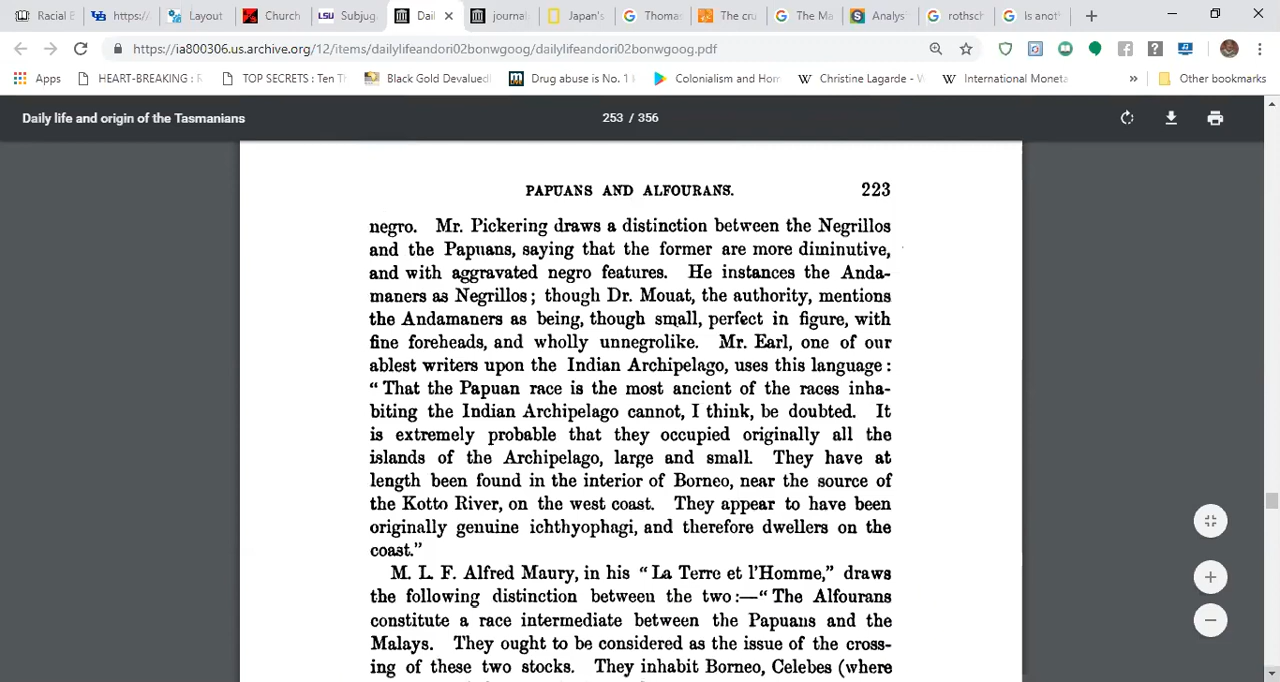 Racial E
https:/
Layout
Church
LSU Subjug
Dail
journal
Japan's
Thomas
The cru
The Ma
Analys
rothsch
Is anot
https://ia800306.us.archive.org/12/items/dailylifeandori02bonwgoog/dailylifeandori02bonwgoog.pdf
Apps
HEART-BREAKING : R
TOP SECRETS : Ten Th
Black Gold Devalued
Drug abuse is No. 1
Colonialism and Hom
W Christine Lagarde - W
W International Moneta
»
Other bookmarks
Daily life and origin of the Tasmanians
253 / 356
PAPUANS AND ALFOURANS. 223
negro. Mr. Pickering draws a distinction between the Negrillos
and the Papuans, saying that the former are more diminutive,
and with aggravated negro features. He instances the Anda-
maners as Negrillos; though Dr. Mouat, the authority, mentions
the Andamaners as being, though small, perfect in figure, with
fine foreheads, and wholly unnegrolike. Mr. Earl, one of our
ablest writers upon the Indian Archipelago, uses this language:
"That the Papuan race is the most ancient of the races inha-
biting the Indian Archipelago cannot, I think, be doubted. It
is extremely probable that they occupied originally all the
islands of the Archipelago, large and small. They have at
length been found in the interior of Borneo, near the source of
the Kotto River, on the west coast. They appear to have been
originally genuine ichthyophagi, and therefore dwellers on the
coast."
M. L. F. Alfred Maury, in his "La Terre et l'Homme," draws
the following distinction between the two:—"The Alfourans
constitute a race intermediate between the Papuans and the
Malays. They ought to be considered as the issue of the cross-
ing of these two stocks. They inhabit Borneo, Celebes (where